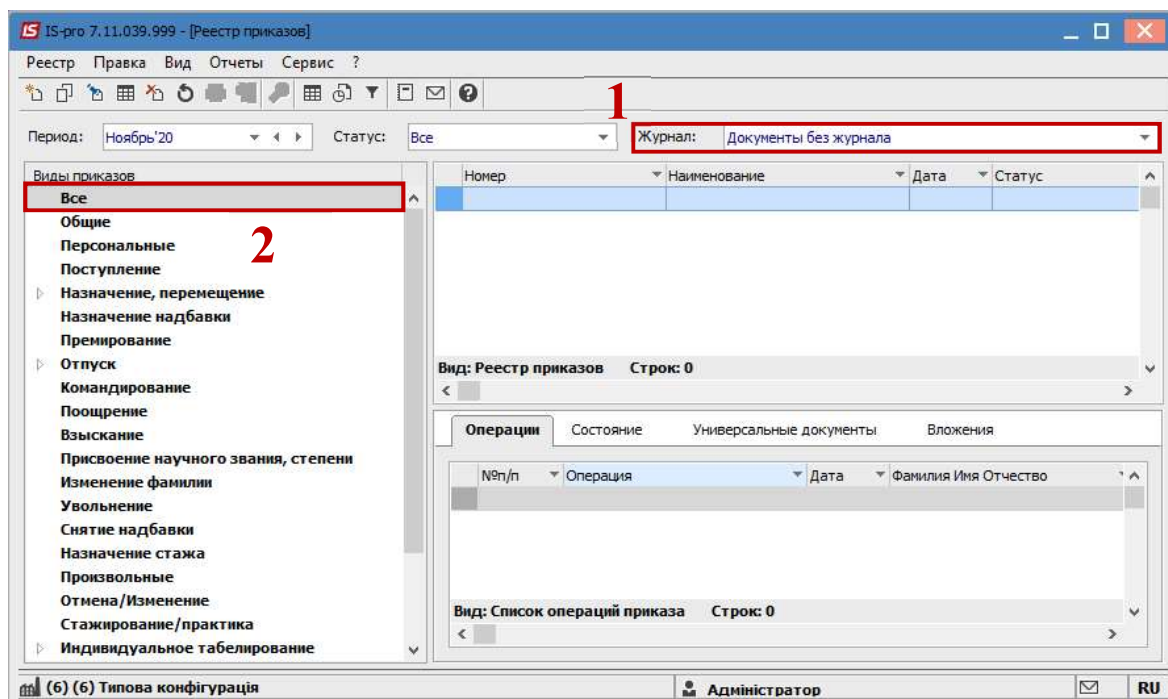 IS-pro 7.11.039.999 - [Реестр приказов]
Реестр Правка Вид Отчеты Сервис ?
1
Период: Ноябрь'20 Статус: Все Журнал: Документы без журнала
Виды приказов
Номер Наименование Дата Статус
Все
Общие
2
Персональные
Поступление
Назначение, перемещение
Назначение надбавки
Премирование
Отпуск
Вид: Реестр приказов Строк: 0
Командирование
Поощрение
Взыскание
Операции Состояние Универсальные документы Вложения
Присвоение научного звания, степени
Изменение фамилии
№п/п Операция Дата Фамилия Имя Отчество
Увольнение
Снятие надбавки
Назначение стажа
Произвольные
Отмена/Изменение
Вид: Список операций приказа Строк: 0
Стажирование/практика
Индивидуальное табелирование
(6) (6) Типова конфігурація Адміністратор RU